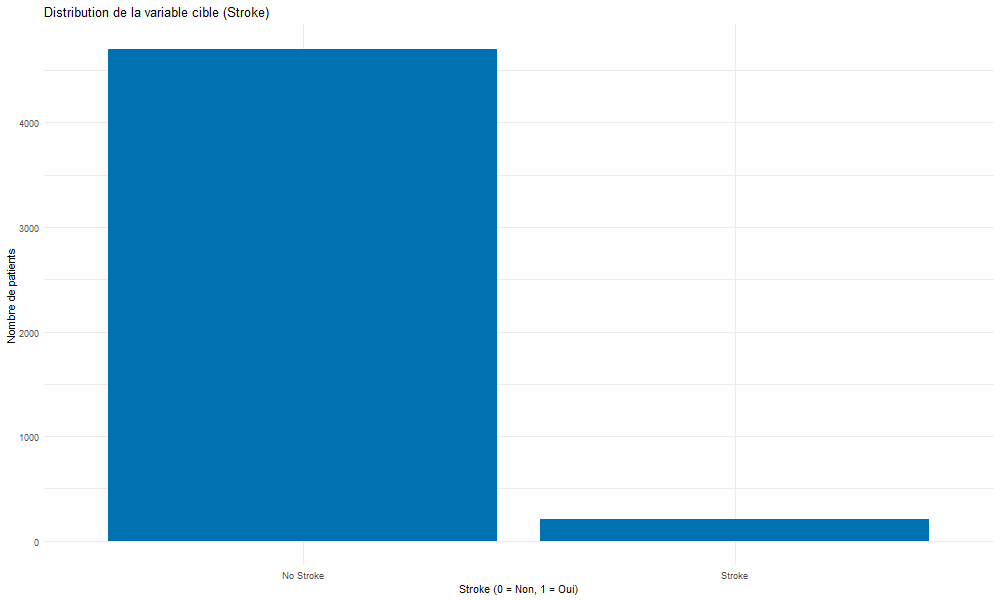 Distribution de la variable cible (Stroke)
Nombre de patients
4000
3000
2000
1000
0
No Stroke
Stroke
Stroke (0 = Non, 1 = Oui)